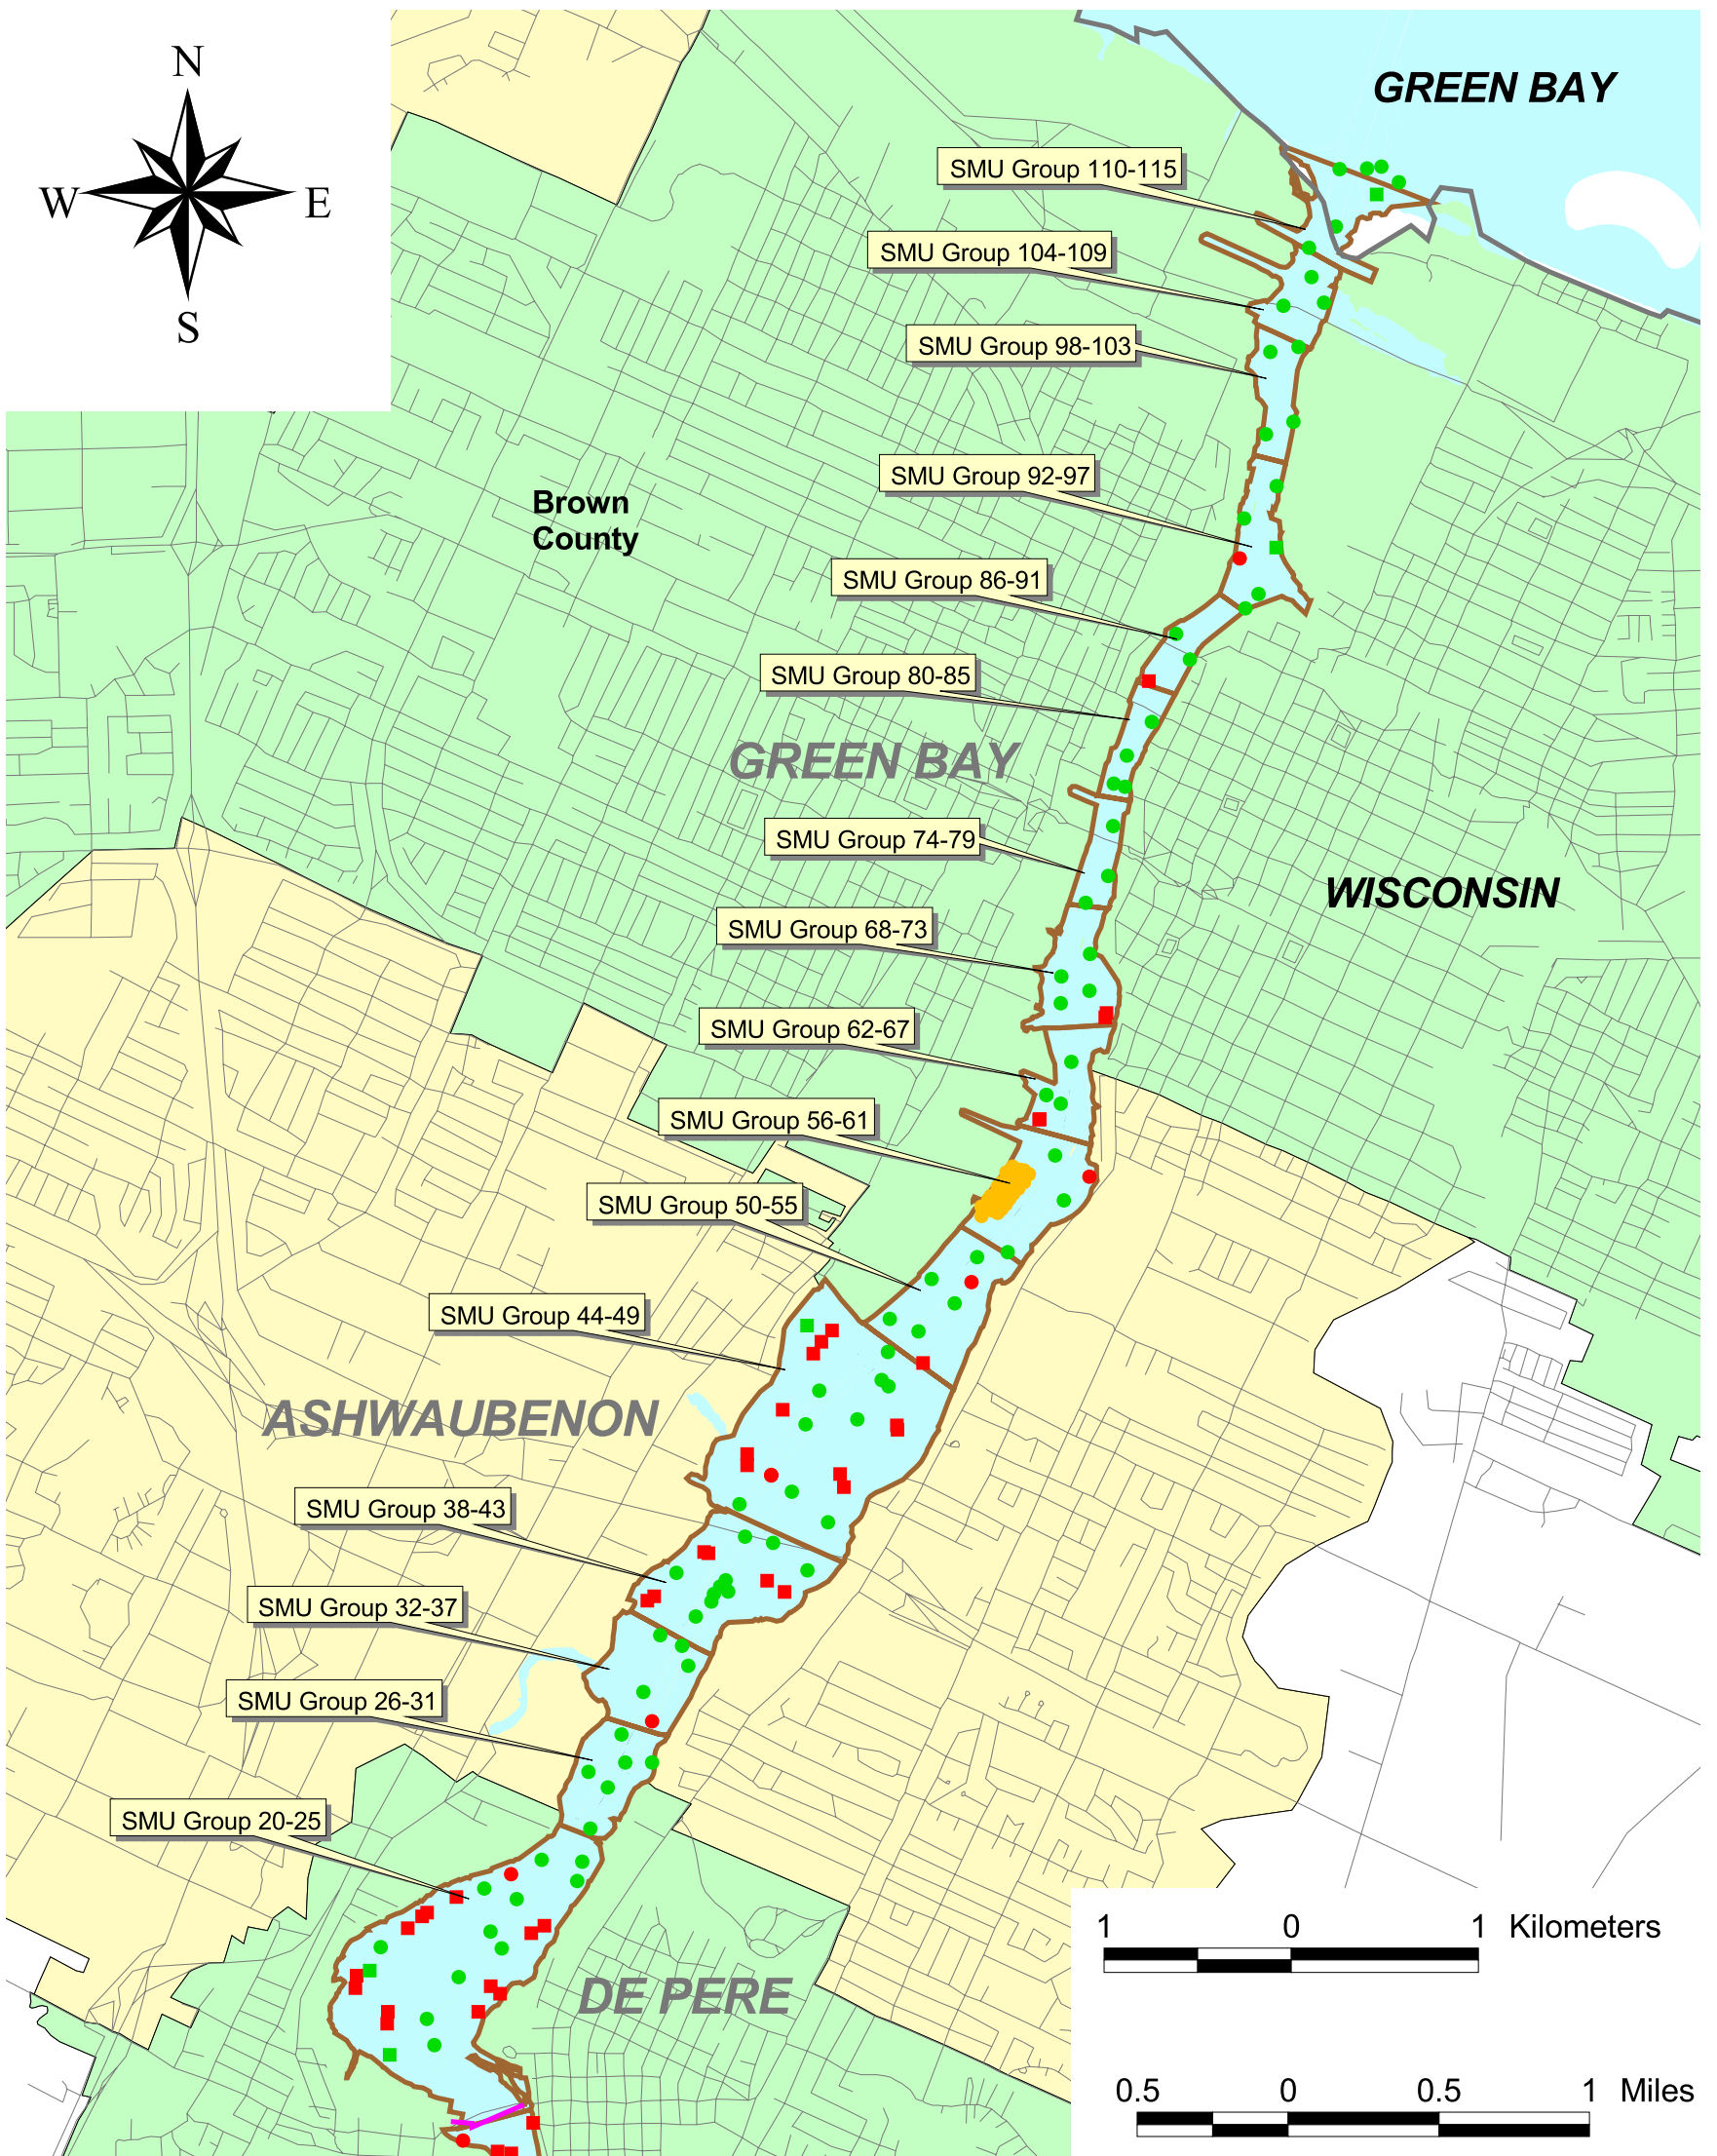 N
W
E
S
GREEN BAY
SMU Group 110-115
SMU Group 104-109
SMU Group 98-103
SMU Group 92-97
Brown
County
SMU Group 86-91
SMU Group 80-85
GREEN BAY
SMU Group 74-79
WISCONSIN
SMU Group 68-73
SMU Group 62-67
SMU Group 56-61
SMU Group 50-55
SMU Group 44-49
ASHWAUBENON
SMU Group 38-43
SMU Group 32-37
SMU Group 26-31
SMU Group 20-25
DE PERE
1 0 1 Kilometers
0.5 0 0.5 1 Miles